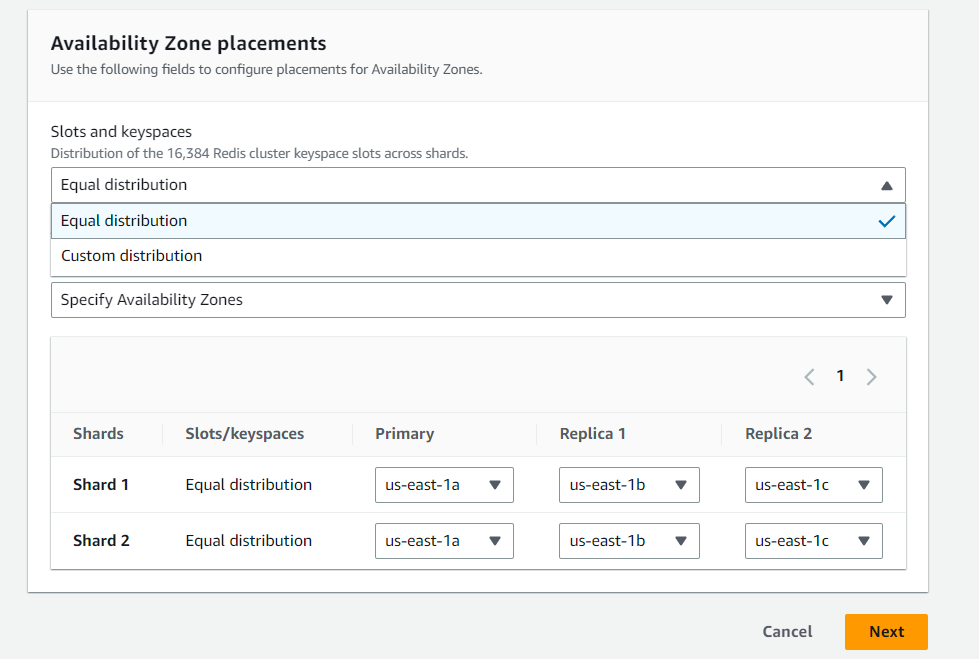 Availability Zone placements
Use the following fields to configure placements for Availability Zones.
Slots and keyspaces
Distribution of the 16,384 Redis cluster keyspace slots across shards.
Equal distribution
Equal distribution
Custom distribution
Specify Availability Zones
1
Shards Slots/keyspaces Primary Replica 1 Replica 2
Shard 1 Equal distribution us-east-1a us-east-1b us-east-1c
Shard 2 Equal distribution us-east-1a us-east-1b us-east-1c
Cancel Next